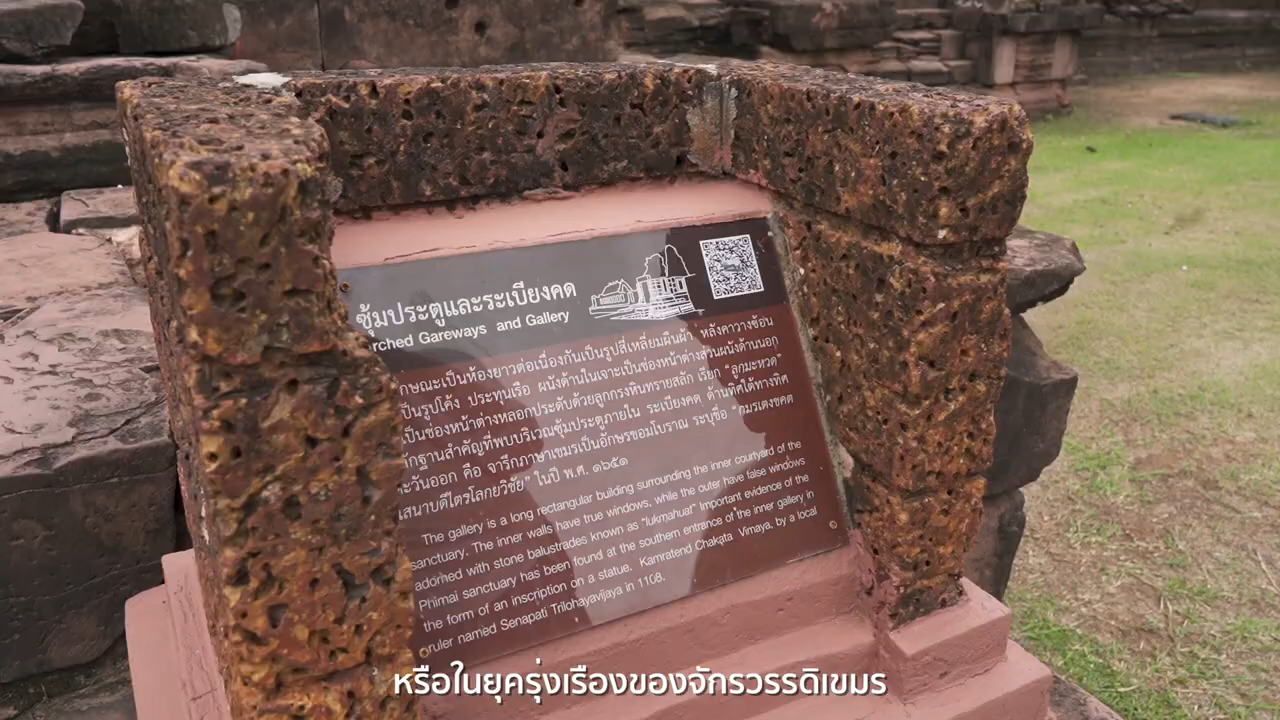 ซุ้มประตูและระเบียงคด
rched Gareways and Gallery
กษณะเป็นห้องยาวต่อเนื่องกันเป็นรูปสี่เหลี่ยมผืนผ้า หลังคาวางซ้อน
ป็นรูปโค้ง ประทุนเรือ ผนังด้านในเจาะเป็นช่องหน้าต่างส่วนผนังด้านนอก
เป็นช่องหน้าต่างหลอกประดับด้วยลูกกรงหินทรายสลัก เรียก “ลูกมะหวด”
ักฐานสำคัญที่พบบริเวณซุ้มประตูภายใน ระเบียงคด ด้านทิศใต้ทางทิศ
ะวันออก คือ จารึกภาษาเขมรเป็นอักษรขอมโบราณ ระบุชื่อ “กมรเตงชคต
เสนาบดีไตรโลกยวิชัย” ในปี พ.ศ. ๑๖๕๑
The gallery is a long rectangular building surrounding the inner courtyard of the
sanctuary. The inner walls have true windows, while the outer have false windows
adorned with stone balustrades known as "lukmahuat" Important evidence of the
Phimai sanctuary has been found at the southern entrance of the inner gallery in
the form of an inscription on a statue. Kamratend Chakata Vimaya, by a local
ruler named Senapati Trilohayavijaya in 1108.
หรือในยุครุ่งเรืองของจักรวรรดิเขมร